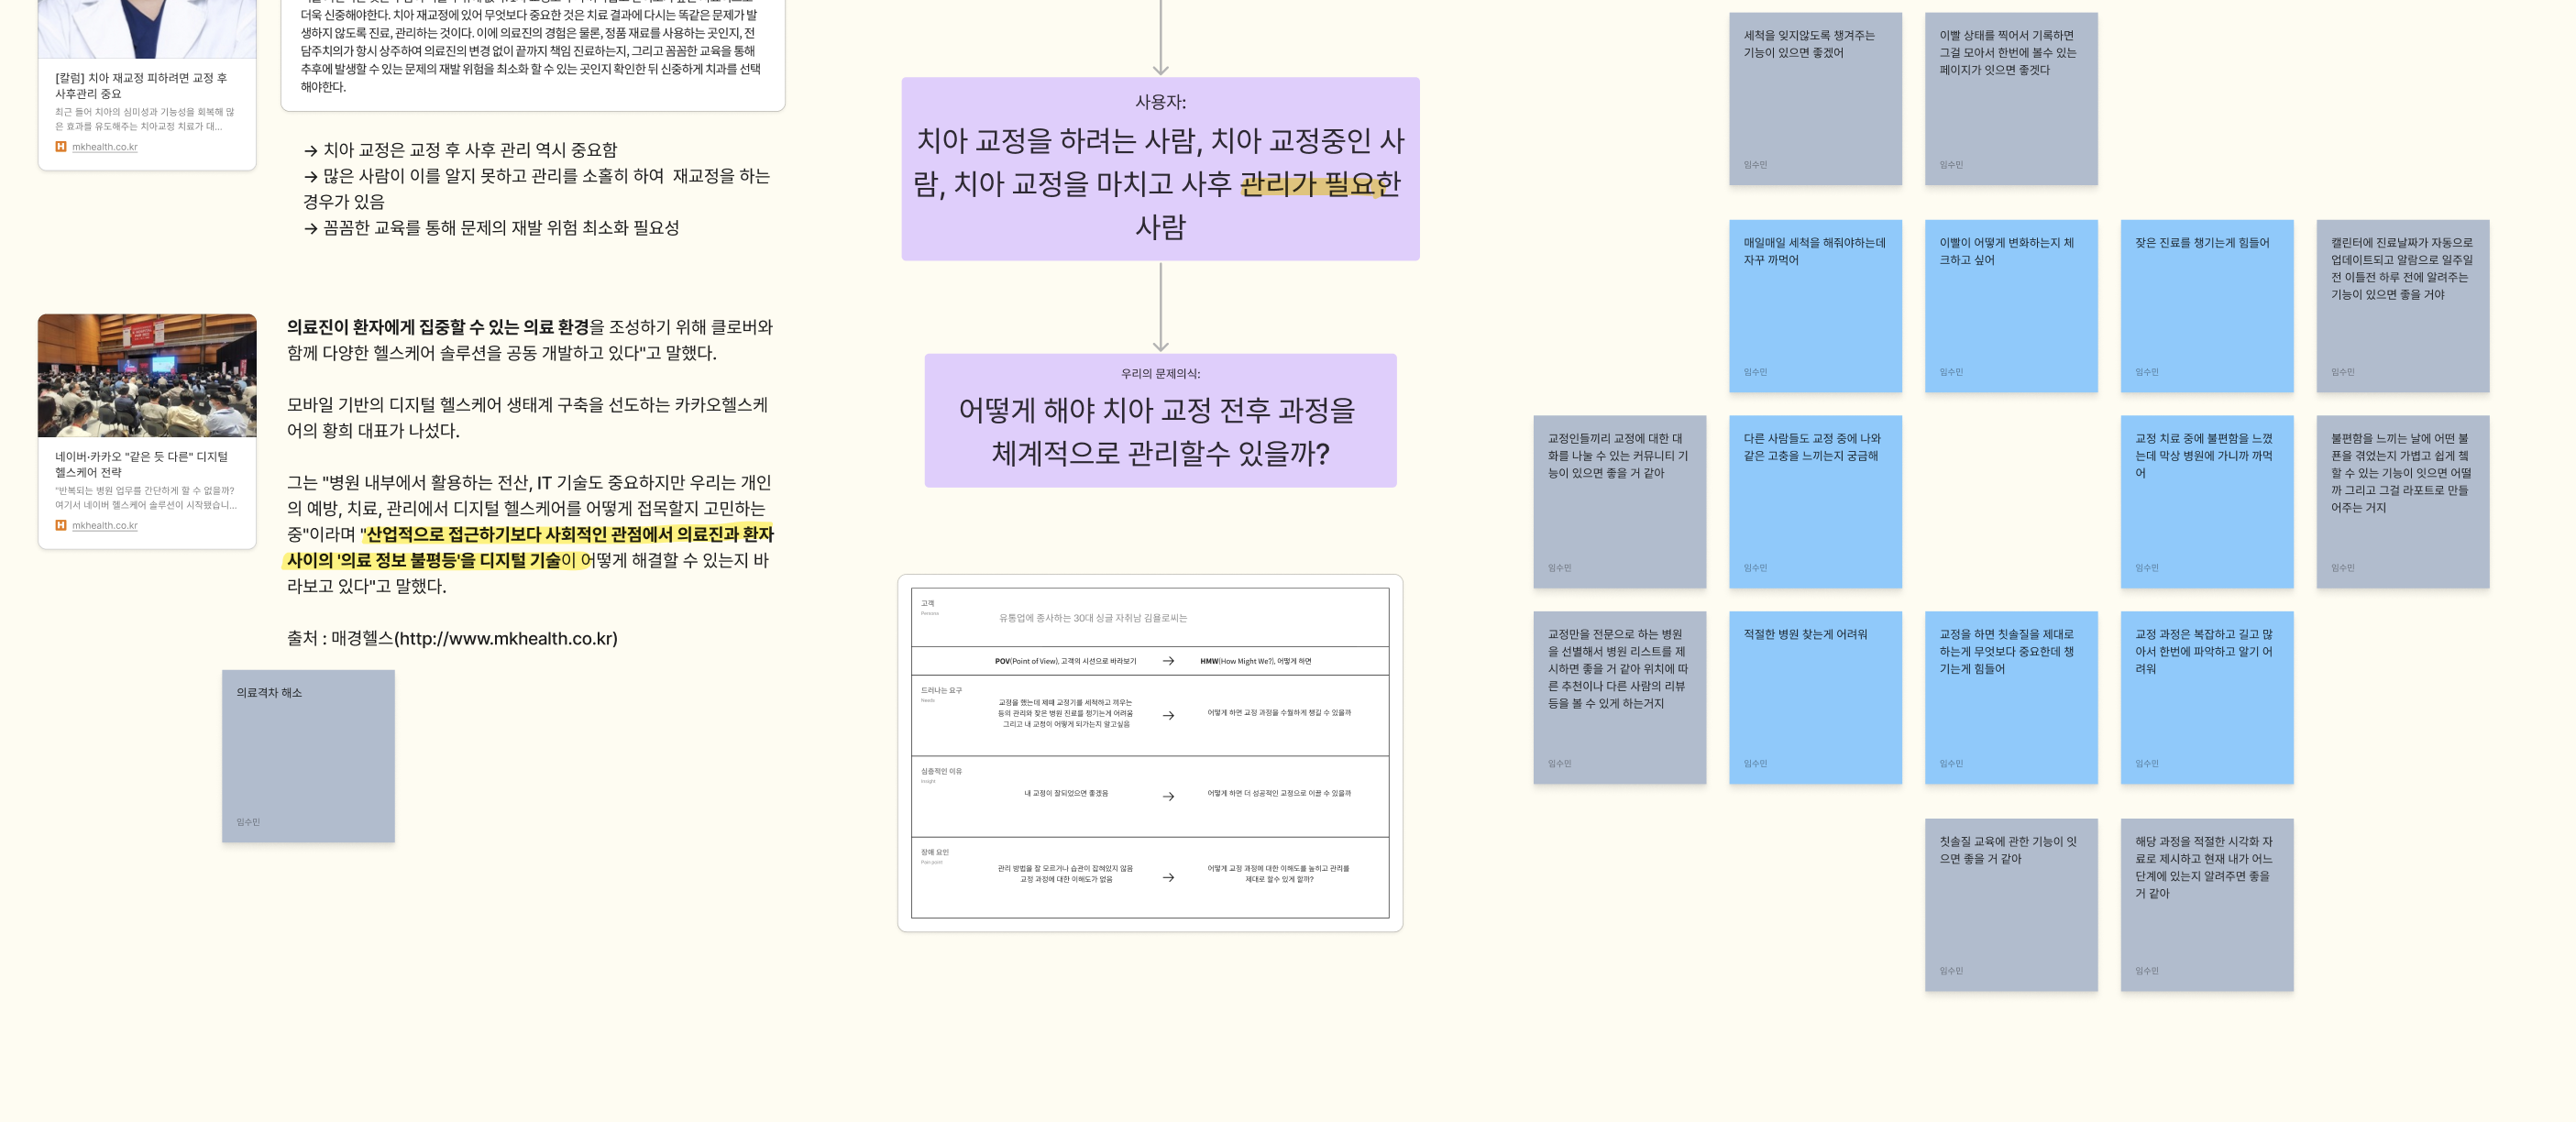 더욱 신중해야한다. 치아 재교정에 있어 무엇보다 중요한 것은 치료 결과에 다시는 똑같은 문제가 발
생하지 않도록 진료, 관리하는 것이다. 이에 의료진의 경험은 물론, 정품 재료를 사용하는 곳인지, 전
담주치의가 항시 상주하여 의료진의 변경 없이 끝까지 책임 진료하는지, 그리고 꼼꼼한 교육을 통해
추후에 발생할 수 있는 문제의 재발 위험을 최소화 할 수 있는 곳인지 확인한 뒤 신중하게 치과를 선택
해야한다.
[칼럼] 치아 재교정 피하려면 교정 후
사후관리 중요
최근 들어 치아의 심미성과 기능성을 회복해 많
은 효과를 유도해주는 치아교정 치료가 대...
mkhealth.co.kr
→ 치아 교정은 교정 후 사후 관리 역시 중요함
→ 많은 사람이 이를 알지 못하고 관리를 소홀히 하여 재교정을 하는
경우가 있음
→ 꼼꼼한 교육를 통해 문제의 재발 위험 최소화 필요성
네이버·카카오 "같은 듯 다른" 디지털
헬스케어 전략
"반복되는 병원 업무를 간단하게 할 수 없을까?
여기서 네이버 헬스케어 솔루션이 시작됐습니...
mkhealth.co.kr
의료진이 환자에게 집중할 수 있는 의료 환경을 조성하기 위해 클로버와
함께 다양한 헬스케어 솔루션을 공동 개발하고 있다"고 말했다.
모바일 기반의 디지털 헬스케어 생태계 구축을 선도하는 카카오헬스케
어의 황희 대표가 나섰다.
그는 "병원 내부에서 활용하는 전산, IT 기술도 중요하지만 우리는 개인
의 예방, 치료, 관리에서 디지털 헬스케어를 어떻게 접목할지 고민하는
중"이라며 "산업적으로 접근하기보다 사회적인 관점에서 의료진과 환자
사이의 '의료 정보 불평등'을 디지털 기술이 어떻게 해결할 수 있는지 바
라보고 있다"고 말했다.
출처 : 매경헬스(http://www.mkhealth.co.kr)
의료격차 해소
임수민
사용자:
치아 교정을 하려는 사람, 치아 교정중인 사
람, 치아 교정을 마치고 사후 관리가 필요한
사람
우리의 문제의식:
어떻게 해야 치아 교정 전후 과정을
체계적으로 관리할수 있을까?
고객
Persona
유통업에 종사하는 30대 싱글 자취남 김욜로씨는
POV(Point of View), 고객의 시선으로 바라보기 → HMW(How Might We?), 어떻게 하면
드러나는 요구
Needs
교정을 했는데 제때 교정기를 세척하고 끼우는
등의 관리와 잦은 병원 진료를 챙기는게 어려움
그리고 내 교정이 어떻게 되가는지 알고싶음
→
어떻게 하면 교정 과정을 수월하게 챙길 수 있을까
심층적인 이유
Insight
내 교정이 잘되었으면 좋겠음
→
어떻게 하면 더 성공적인 교정으로 이끌 수 있을까
장애 요인
Pain point
관리 방법을 잘 모르거나 습관이 잡혀있지 않음
교정 과정에 대한 이해도가 없음
→
어떻게 교정 과정에 대한 이해도를 높히고 관리를
제대로 할수 있게 할까?
세척을 잊지않도록 챙겨주는
기능이 있으면 좋겠어
임수민
이빨 상태를 찍어서 기록하면
그걸 모아서 한번에 볼수 있는
페이지가 잇으면 좋겟다
임수민
매일매일 세척을 해줘야하는데
자꾸 까먹어
임수민
이빨이 어떻게 변화하는지 체
크하고 싶어
임수민
잦은 진료를 챙기는게 힘들어
임수민
캘린터에 진료날짜가 자동으로
업데이트되고 알람으로 일주일
전 이틀전 하루 전에 알려주는
기능이 있으면 좋을 거야
임수민
교정인들끼리 교정에 대한 대
화를 나눌 수 있는 커뮤니티 기
능이 있으면 좋을 거 같아
임수민
다른 사람들도 교정 중에 나와
같은 고충을 느끼는지 궁금해
임수민
교정 치료 중에 불편함을 느꼈
는데 막상 병원에 가니까 까먹
어
임수민
불편함을 느끼는 날에 어떤 불
푠을 겪었는지 가볍고 쉽게 쳌
할 수 있는 기능이 잇으면 어떨
까 그리고 그걸 라포트로 만들
어주는 거지
임수민
교정만을 전문으로 하는 병원
을 선별해서 병원 리스트를 제
시하면 좋을 거 같아 위치에 따
른 추천이나 다른 사람의 리뷰
등을 볼 수 있게 하는거지
임수민
적절한 병원 찾는게 어려워
임수민
교정을 하면 칫솔질을 제대로
하는게 무엇보다 중요한데 챙
기는게 힘들어
임수민
교정 과정은 복잡하고 길고 많
아서 한번에 파악하고 알기 어
려워
임수민
칫솔질 교육에 관한 기능이 잇
으면 좋을 거 같아
임수민
해당 과정을 적절한 시각화 자
료로 제시하고 현재 내가 어느
단계에 있는지 알려주면 좋을
거 같아
임수민